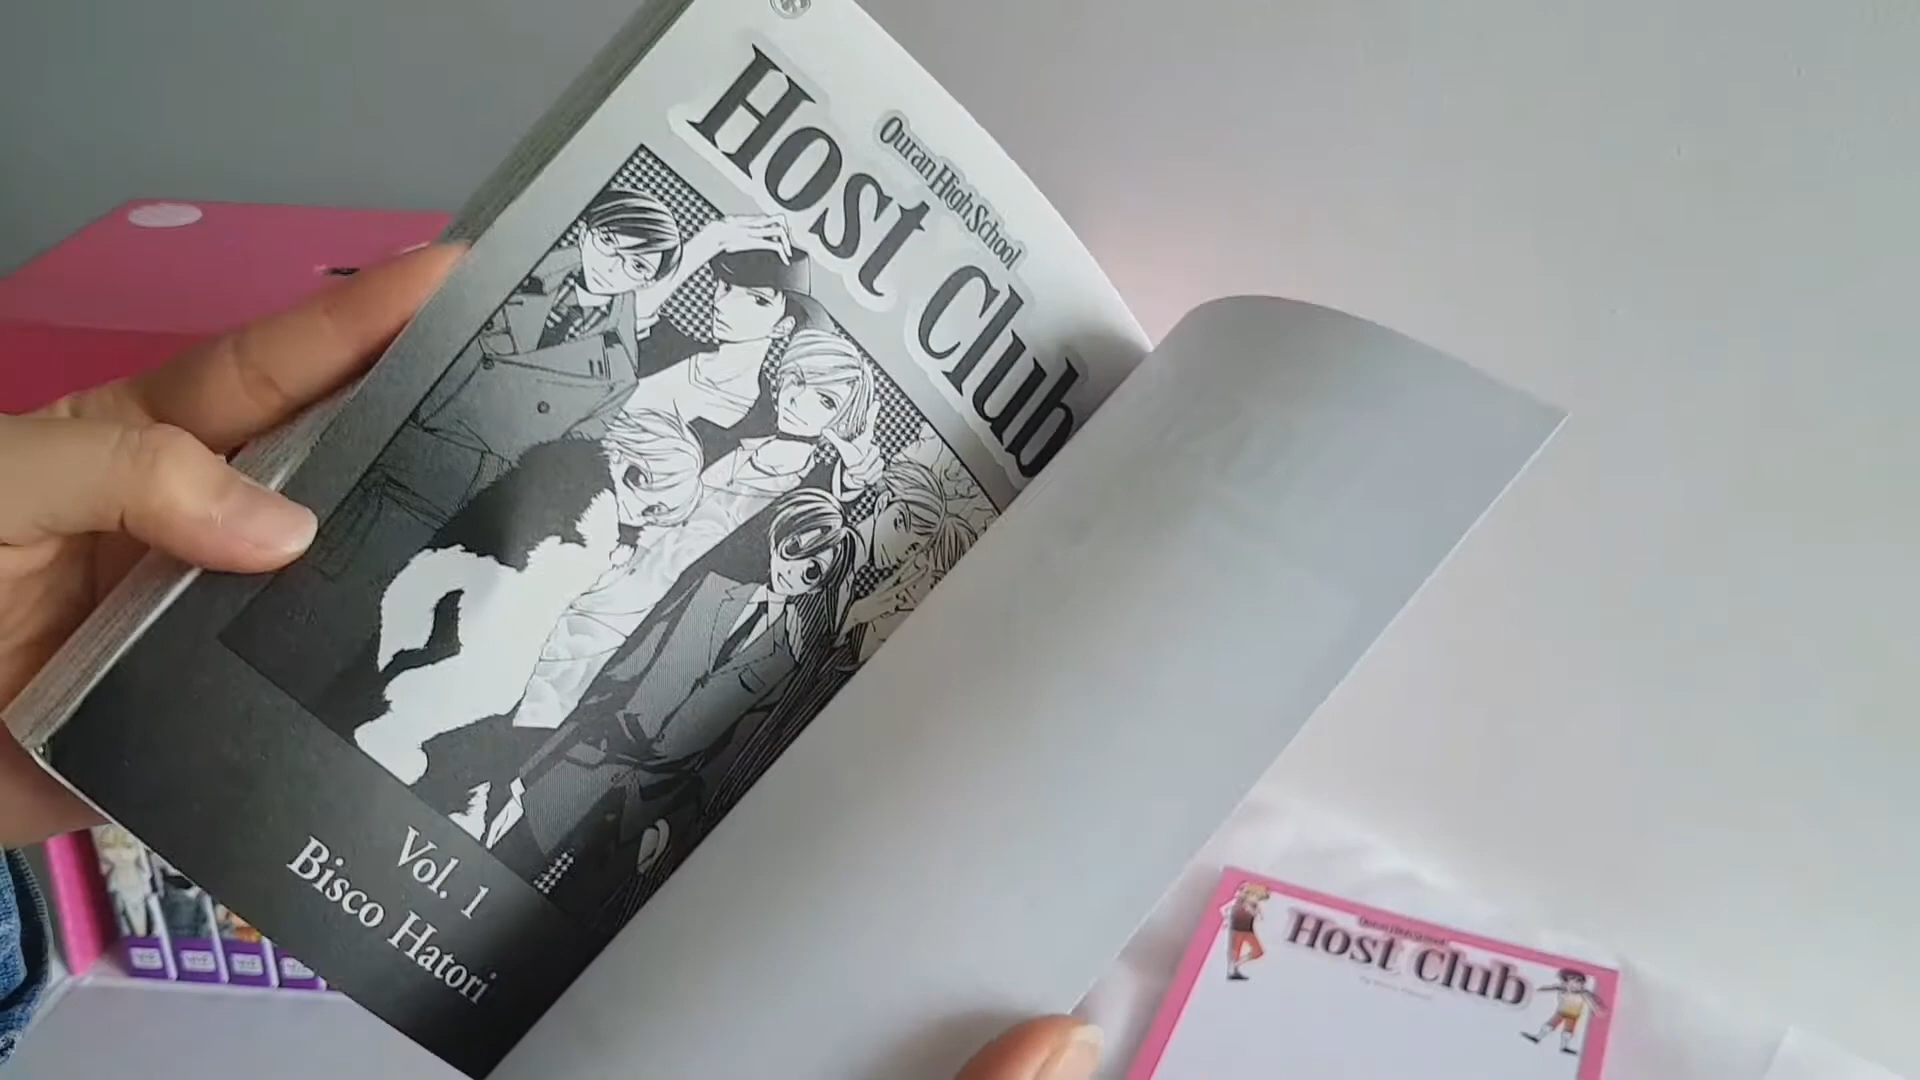 Ouran High School
Host Club
Vol. 1
Bisco Hatori
Ouran High School
Host Club